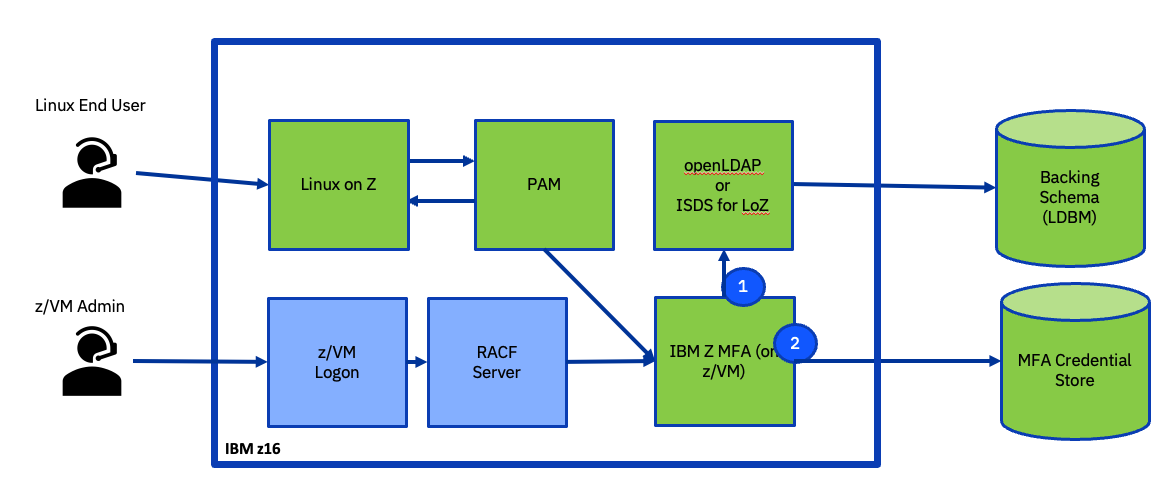 Linux End User
Linux on Z
PAM
openLDAP
or
ISDS for LoZ
Backing
Schema
(LDBM)
1
z/VM Admin
z/VM
Logon
RACF
Server
IBM Z MFA (on
z/VM)
2
MFA Credential
Store
IBM z16